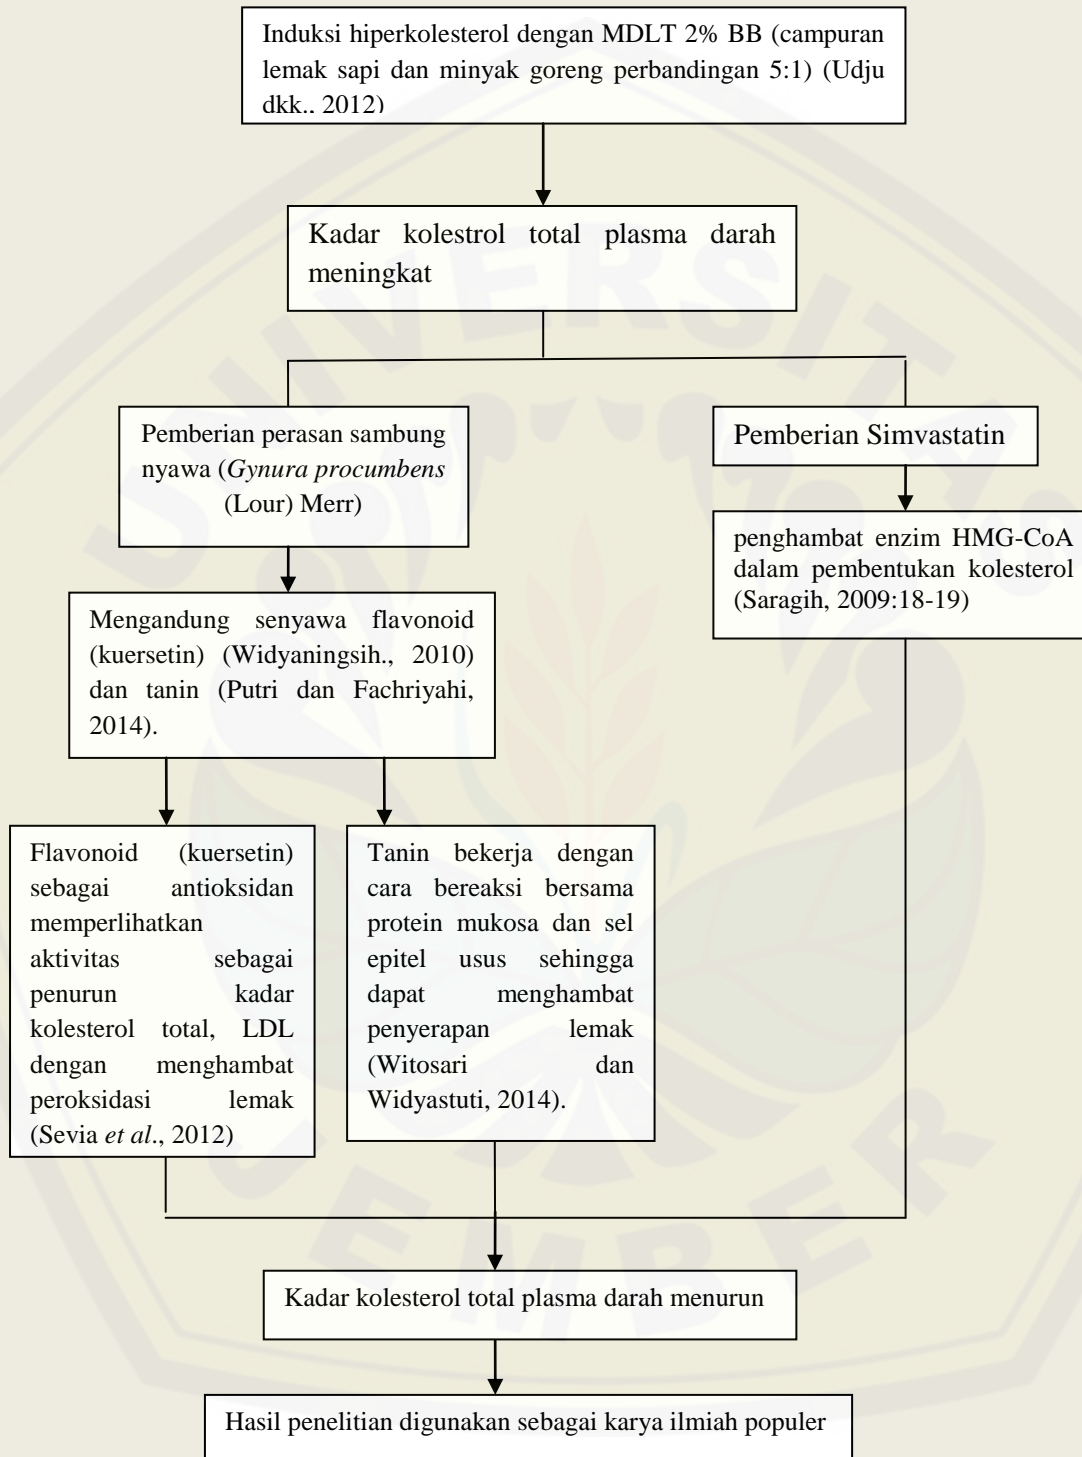 Induksi hiperkolesterol dengan MDLT 2% BB (campuran
lemak sapi dan minyak goreng perbandingan 5:1) (Udju
dkk., 2012)
Kadar kolestrol total plasma darah
meningkat
Pemberian perasan sambung
nyawa (Gynura procumbens
(Lour) Merr)
Pemberian Simvastatin
penghambat enzim HMG-CoA
dalam pembentukan kolesterol
(Saragih, 2009:18-19)
Mengandung senyawa flavonoid
(kuersetin) (Widyaningsih., 2010)
dan tanin (Putri dan Fachriyahi,
2014).
Flavonoid (kuersetin)
sebagai antioksidan
memperlihatkan
aktivitas sebagai
penurun kadar
kolesterol total, LDL
dengan menghambat
peroksidasi lemak
(Sevia et al., 2012)
Tanin bekerja dengan
cara bereaksi bersama
protein mukosa dan sel
epitel usus sehingga
dapat menghambat
penyerapan lemak
(Witosari dan
Widyastuti, 2014).
Kadar kolesterol total plasma darah menurun
Hasil penelitian digunakan sebagai karya ilmiah populer
UNIVERSITAS
JEMBER